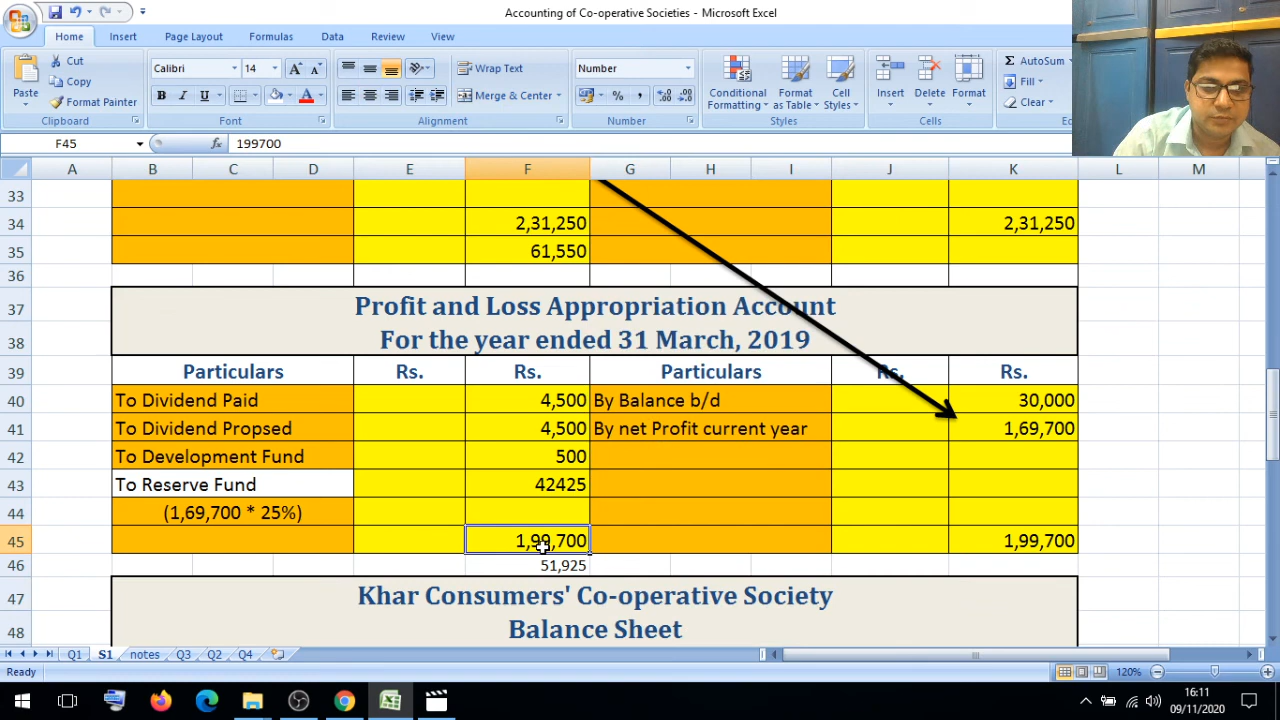 Accounting of Co-operative Societies - Microsoft Excel
Home Insert Page Layout Formulas Data Review View
Cut
Copy
Format Painter
Paste
Clipboard
Calibri 14
Font
Wrap Text
Merge & Center
Alignment
Number
Number
Conditional Formatting
Format as Table
Cell Styles
Styles
Insert Delete Format
Cells
AutoSum
Fill
Clear
F45 199700
A B C D E F G H I J K L M
33
34 2,31,250 2,31,250
35 61,550
36
37 Profit and Loss Appropriation Account
38 For the year ended 31 March, 2019
39 Particulars Rs. Rs. Particulars Rs. Rs.
40 To Dividend Paid 4,500 By Balance b/d 30,000
41 To Dividend Propsed 4,500 By net Profit current year 1,69,700
42 To Development Fund 500
43 To Reserve Fund 42425
44 (1,69,700 * 25%)
45 1,99,700 1,99,700
46 51,925
47 Khar Consumers' Co-operative Society
48 Balance Sheet
Q1 S1 notes Q3 Q2 Q4
Ready 120%
16:11
09/11/2020